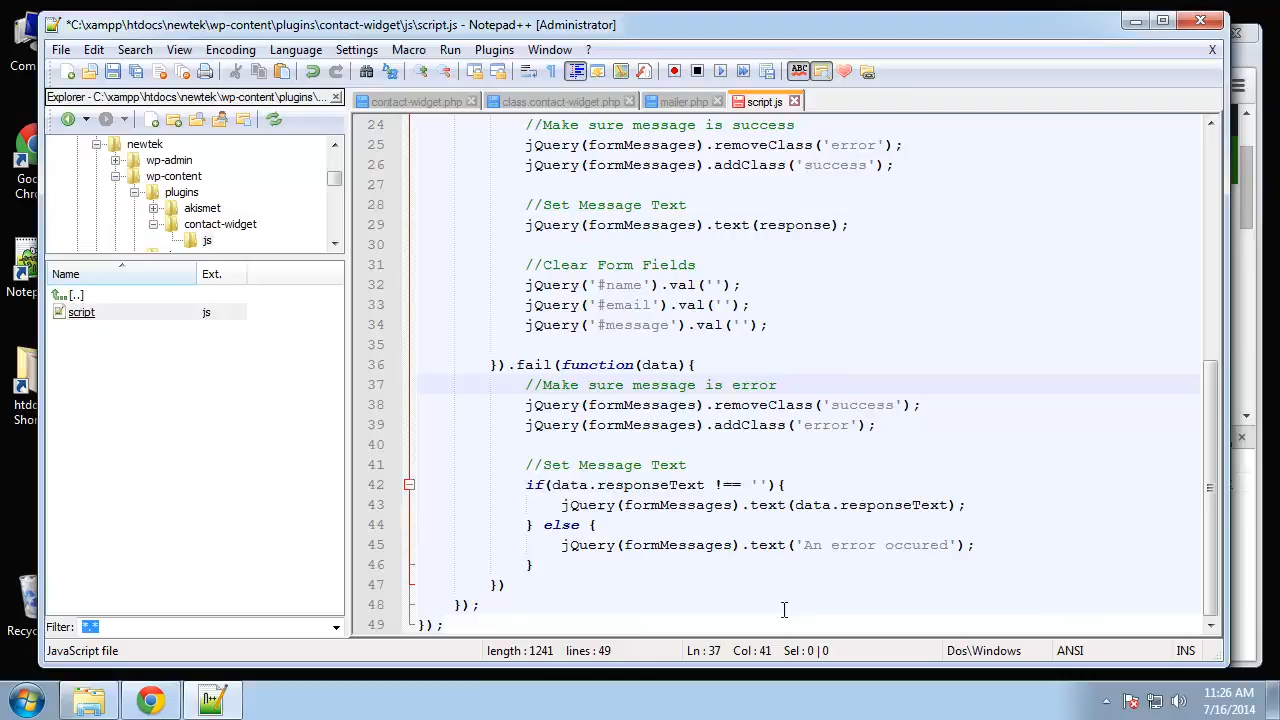 *C:\xampp\htdocs\newtek\wp-content\plugins\contact-widget\js\script.js - Notepad++ [Administrator]
File Edit Search View Encoding Language Settings Macro Run Plugins Window ? X
Explorer - C:\xampp\htdocs\newtek\wp-content\plugins\...
contact-widget.php class.contact-widget.php mailer.php script.js
newtek
wp-admin
wp-content
plugins
akismet
contact-widget
js
Name Ext.
[..]
script js
Filter: *.*
24 //Make sure message is success
25 jQuery(formMessages).removeClass('error');
26 jQuery(formMessages).addClass('success');
27
28 //Set Message Text
29 jQuery(formMessages).text(response);
30
31 //Clear Form Fields
32 jQuery('#name').val('');
33 jQuery('#email').val('');
34 jQuery('#message').val('');
35
36 }).fail(function(data){
37 //Make sure message is error
38 jQuery(formMessages).removeClass('success');
39 jQuery(formMessages).addClass('error');
40
41 //Set Message Text
42 if(data.responseText !== ''){
43 jQuery(formMessages).text(data.responseText);
44 } else {
45 jQuery(formMessages).text('An error occured');
46 }
47 })
48 });
49 });
JavaScript file length : 1241 lines : 49 Ln : 37 Col : 41 Sel : 0 | 0 Dos\Windows ANSI INS
Com
Goo
Chro
Notep
htdo
Shor
Recyc
11:26 AM
7/16/2014